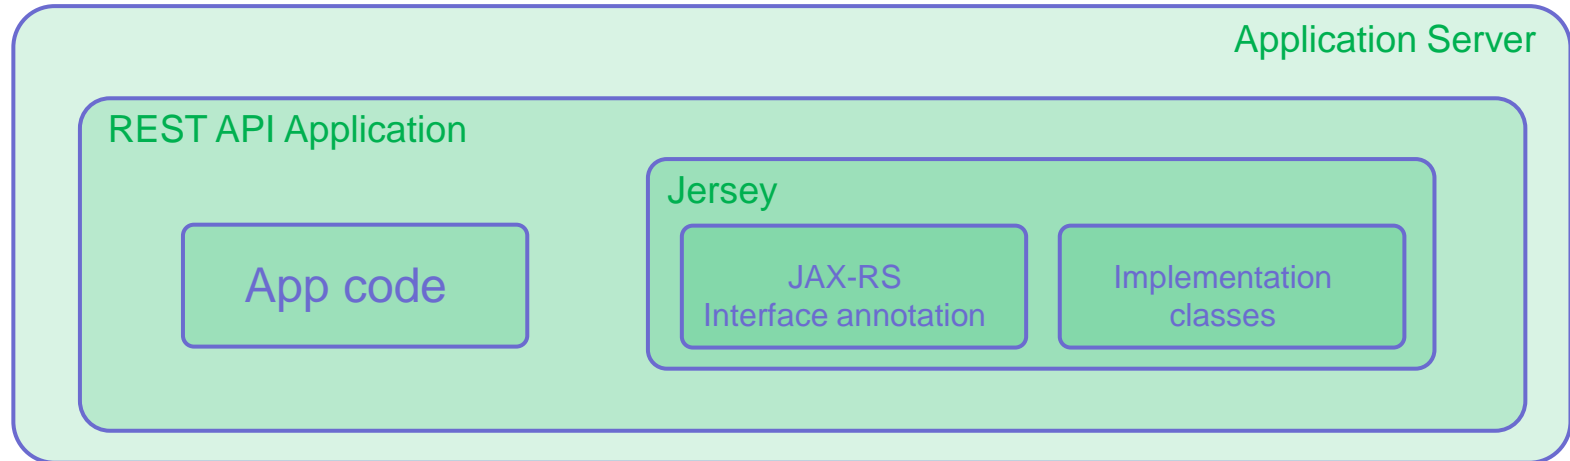 Application Server
REST API Application
Jersey
App code
JAX-RS
Interface annotation
Implementation
classes